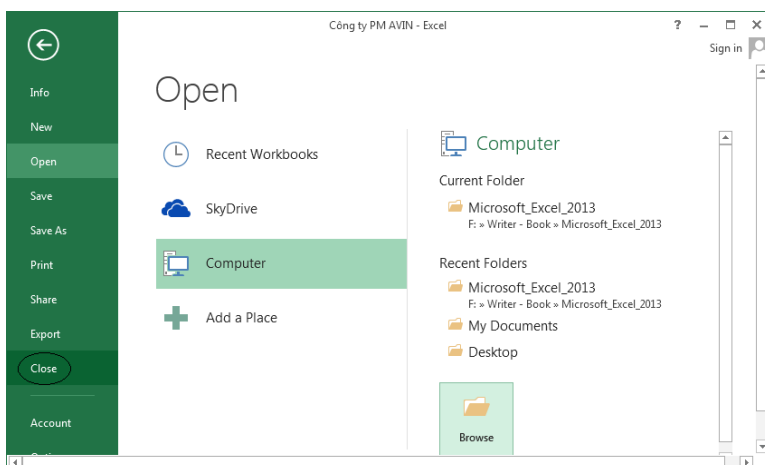 Công ty PM AVIN - Excel
?
Sign in
Info
New
Open
Save
Save As
Print
Share
Export
Close
Account
Open
Recent Workbooks
SkyDrive
Computer
Add a Place
Computer
Current Folder
Microsoft_Excel_2013
F: » Writer - Book » Microsoft_Excel_2013
Recent Folders
Microsoft_Excel_2013
F: » Writer - Book » Microsoft_Excel_2013
My Documents
Desktop
Browse